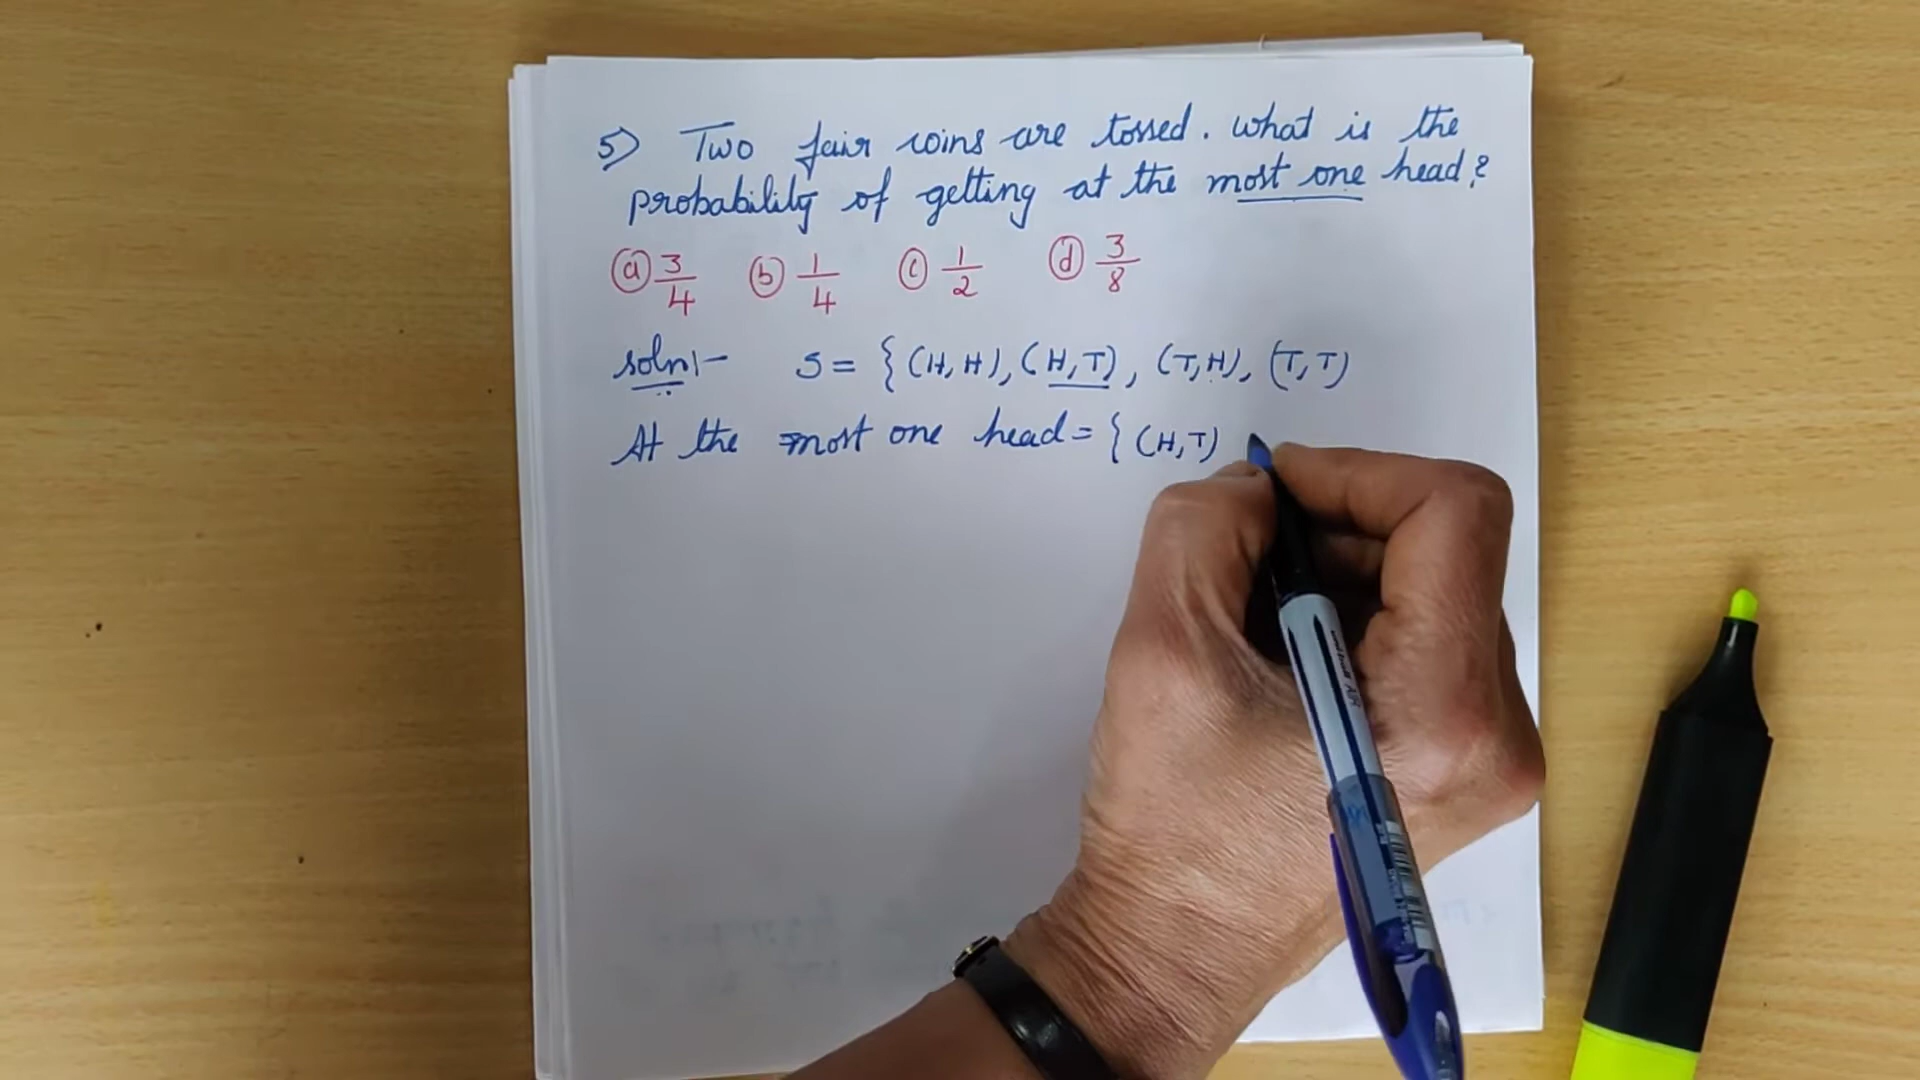 5) Two fair coins are tossed. What is the
probability of getting at the most one head?
(a) 3/4 (b) 1/4 (c) 1/2 (d) 3/8
soln:- S = { (H, H), (H, T), (T, H), (T, T)
At the most one head = { (H, T)